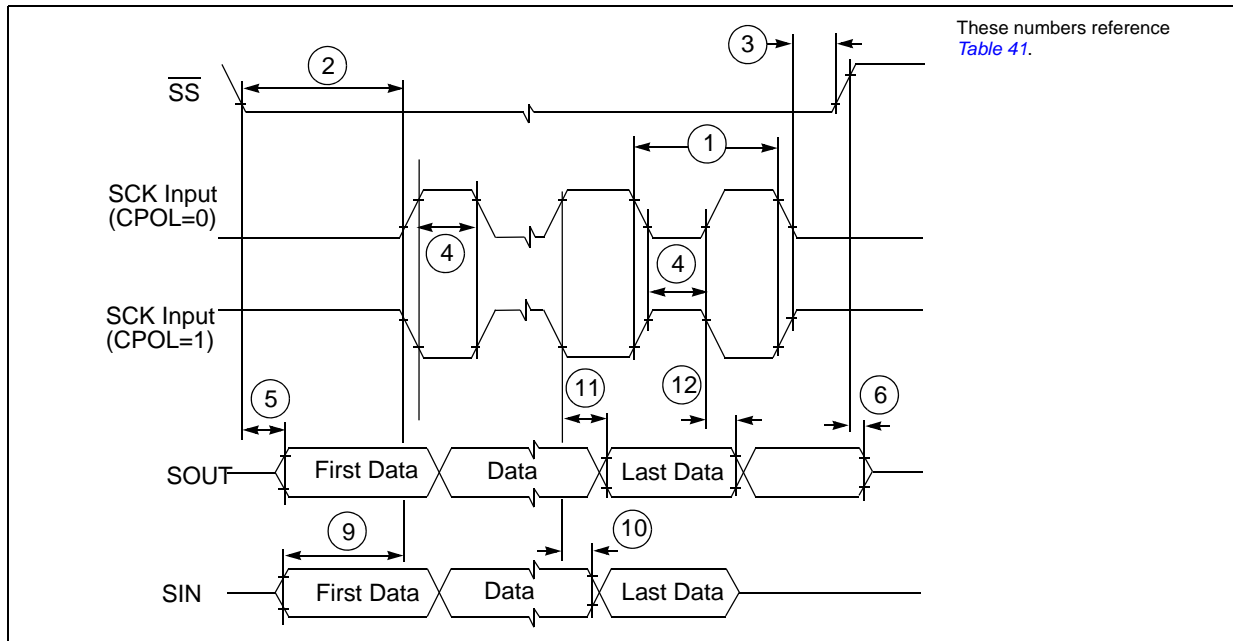 These numbers reference
Table 41.
3
2
SS
1
SCK Input
(CPOL=0)
4
4
SCK Input
(CPOL=1)
5
11
12
6
SOUT
First Data
Data
Last Data
9
10
SIN
First Data
Data
Last Data